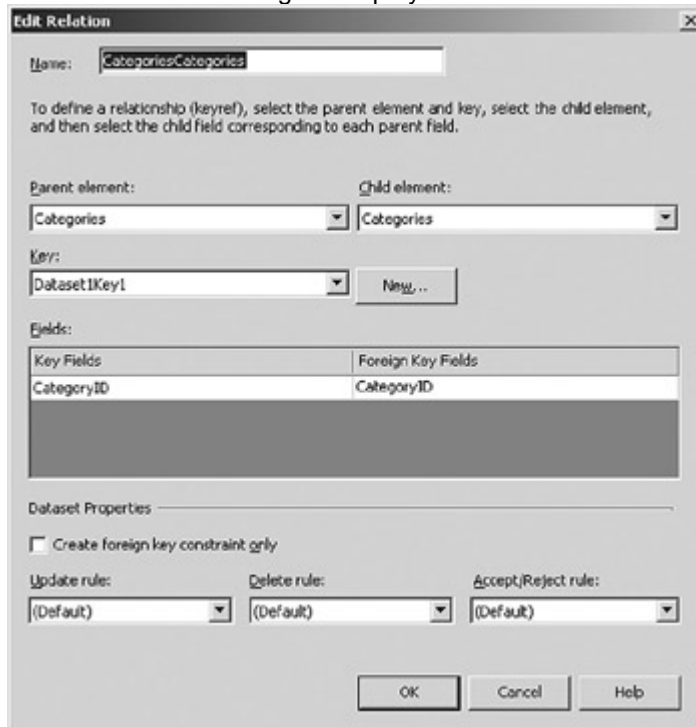 Edit Relation
Name: CategoriesCategories
To define a relationship (keyref), select the parent element and key, select the child element,
and then select the child field corresponding to each parent field.
Parent element: Child element:
Categories Categories
Key:
Dataset1Key1 New...
Fields:
Key Fields Foreign Key Fields
CategoryID CategoryID
Dataset Properties
Create foreign key constraint only
Update rule: Delete rule: Accept/Reject rule:
(Default) (Default) (Default)
OK Cancel Help